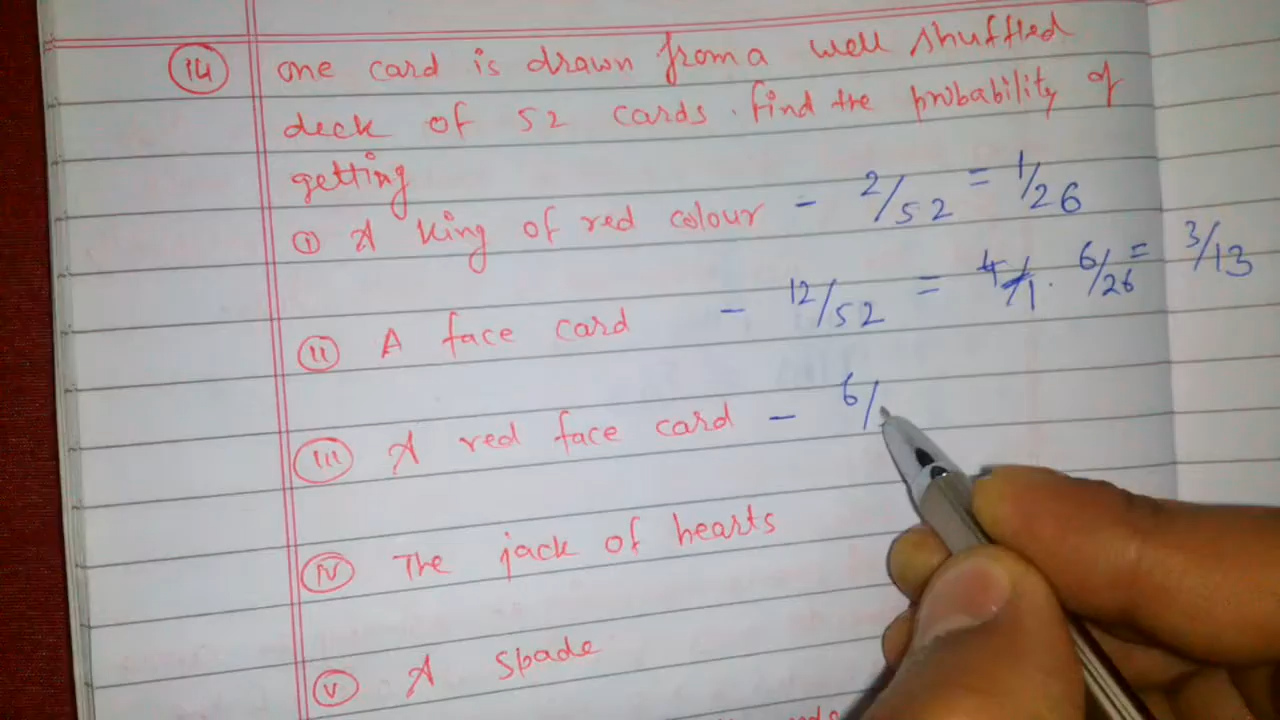 (14) one card is drawn from a well shuffled
deck of 52 cards. find the probability of
getting
(i) A king of red colour - 2/52 = 1/26
(ii) A face card - 12/52 = 4/1. 6/26 = 3/13
(iii) A red face card - 6/
(iv) The jack of hearts
(v) A spade